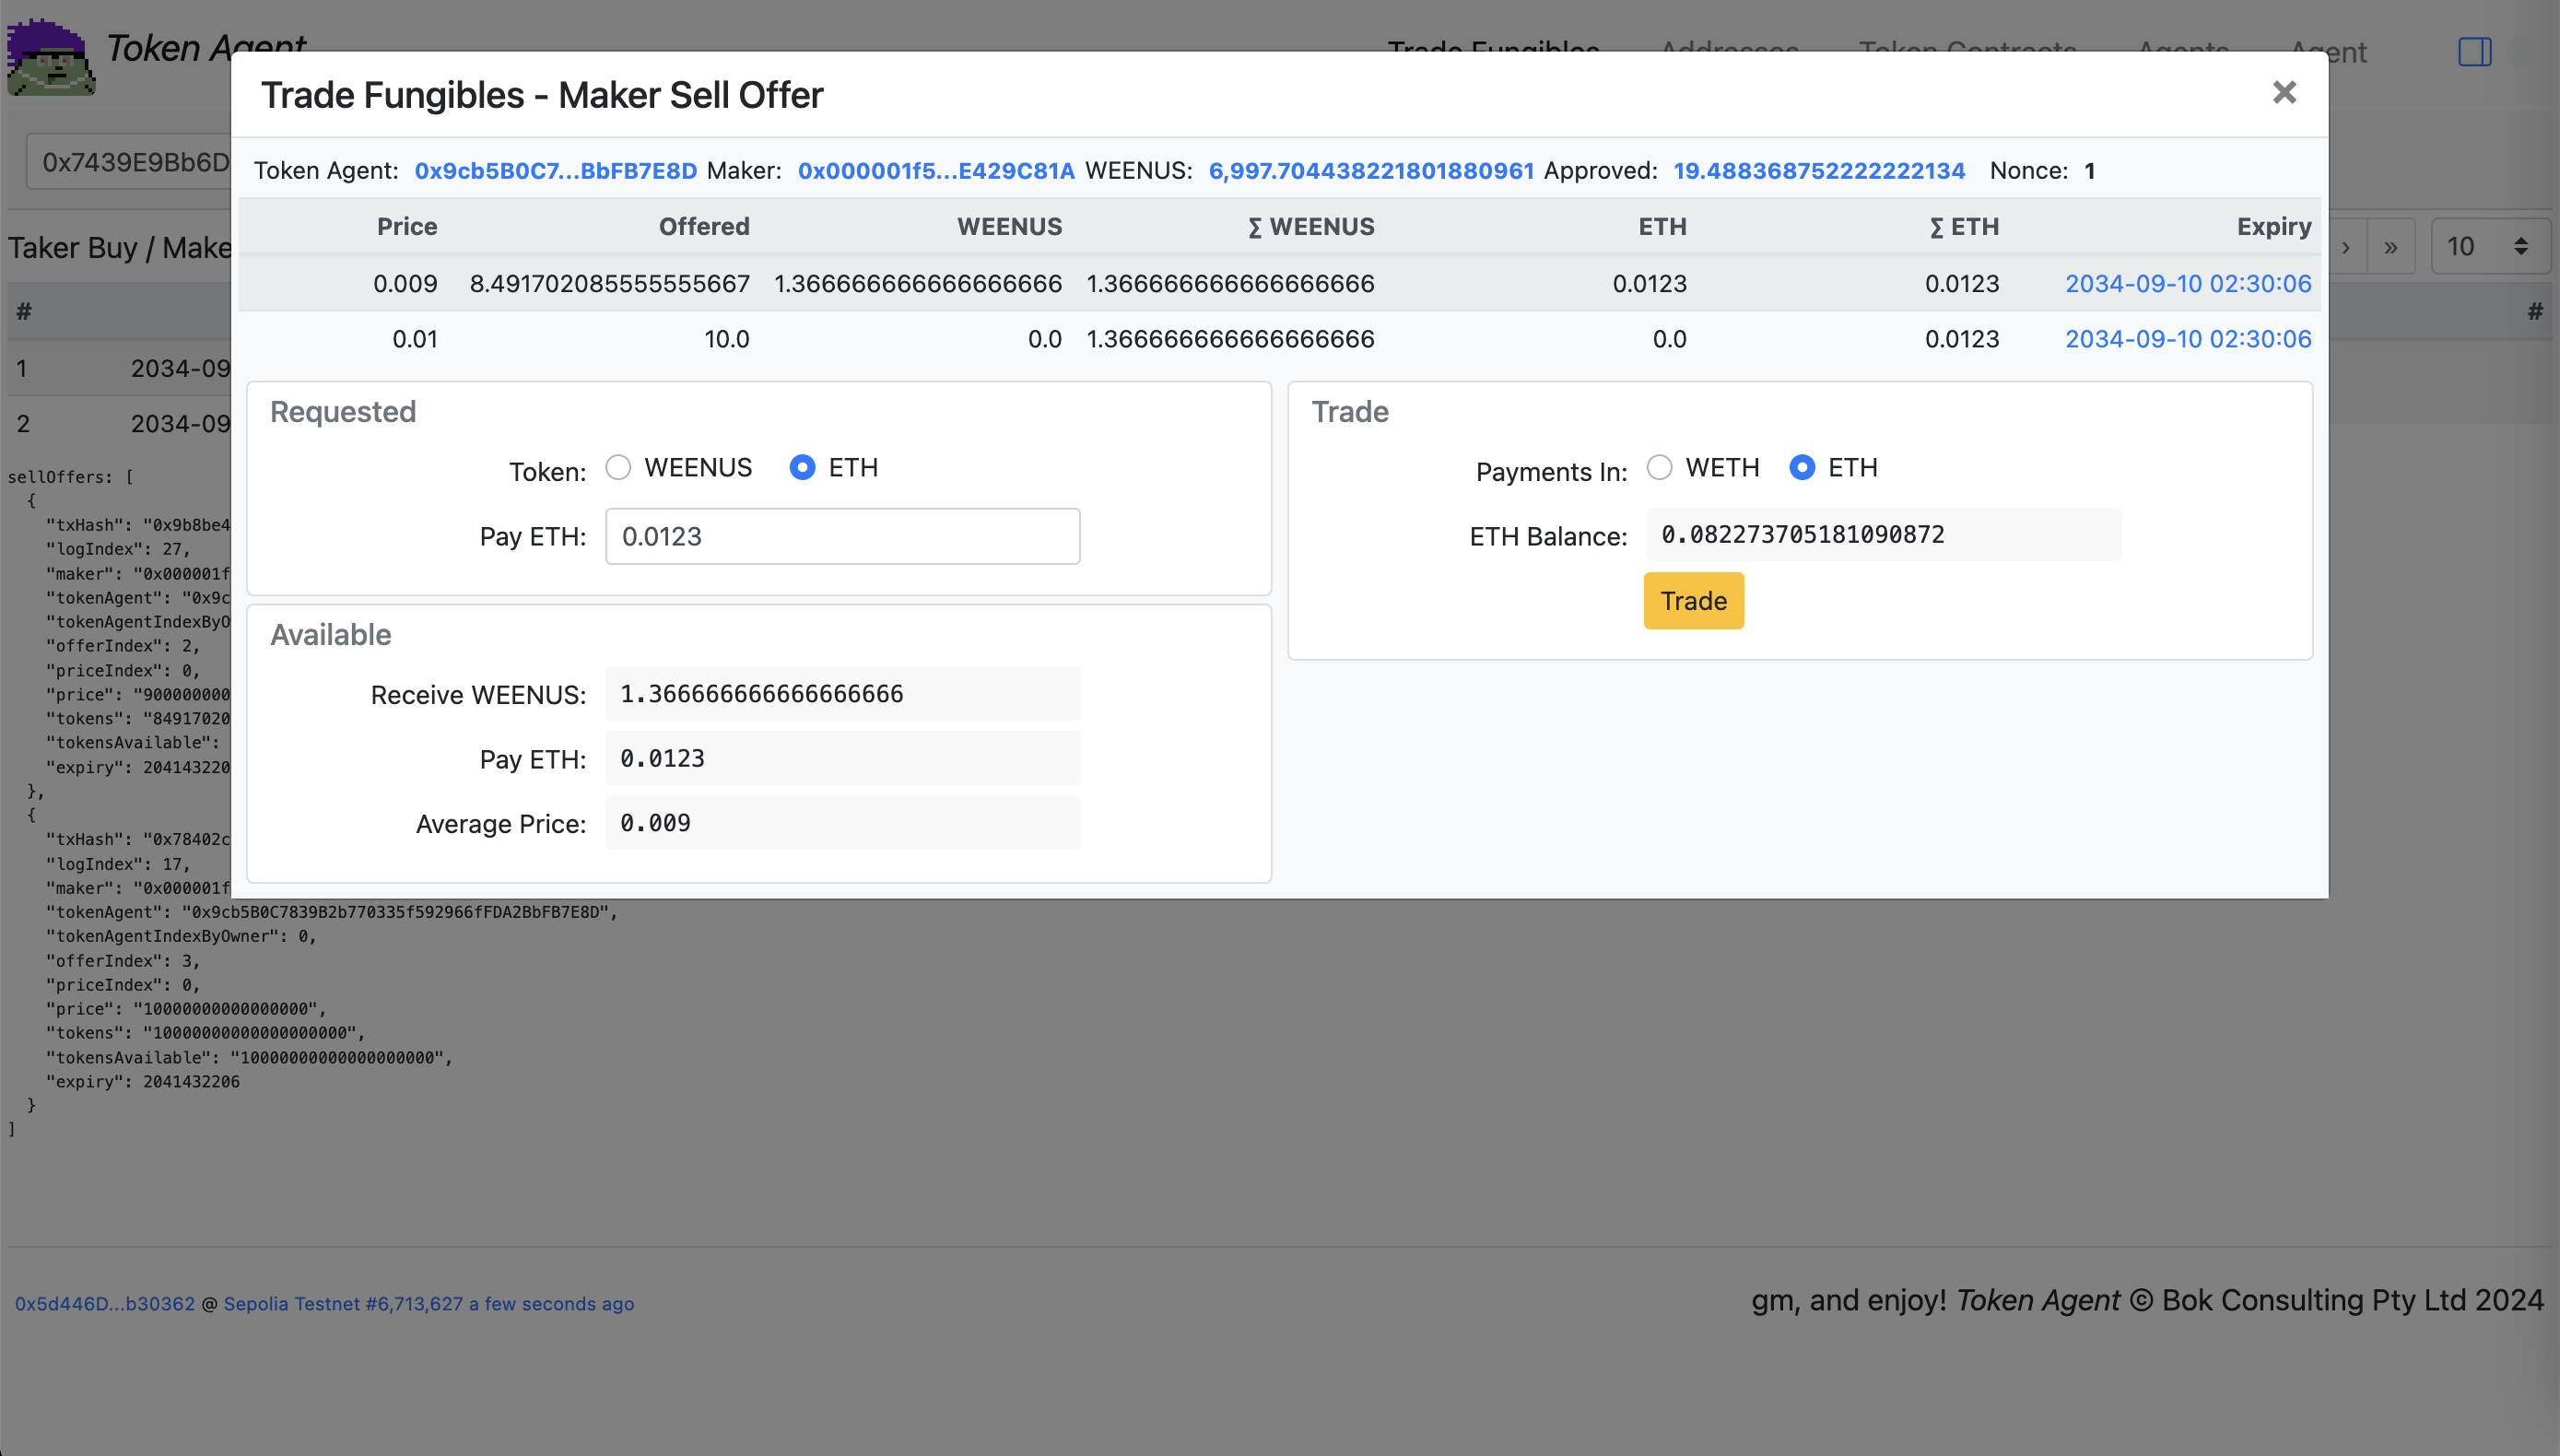 Token Agent
Trade Fungibles Addresses Token Contracts Agents Agent
Trade Fungibles - Maker Sell Offer
0x7439E9Bb6D
Token Agent: 0x9cb5B0C7...BbFB7E8D Maker: 0x000001f5...E429C81A WEENUS: 6,997.704438221801880961 Approved: 19.488368752222222134 Nonce: 1
Price Offered WEENUS ∑ WEENUS ETH ∑ ETH Expiry
0.009 8.491702085555555667 1.366666666666666666 1.366666666666666666 0.0123 0.0123 2034-09-10 02:30:06
0.01 10.0 0.0 1.366666666666666666 0.0 0.0123 2034-09-10 02:30:06
Taker Buy / Make
› » 10
# #
1 2034-09
2 2034-09
Requested
Token: WEENUS ETH
Pay ETH: 0.0123
Available
Receive WEENUS: 1.366666666666666666
Pay ETH: 0.0123
Average Price: 0.009
Trade
Payments In: WETH ETH
ETH Balance: 0.082273705181090872
Trade
sellOffers: [
{
"txHash": "0x9b8be4
"logIndex": 27,
"maker": "0x000001f
"tokenAgent": "0x9c
"tokenAgentIndexByO
"offerIndex": 2,
"priceIndex": 0,
"price": "900000000
"tokens": "84917020
"tokensAvailable":
"expiry": 204143220
},
{
"txHash": "0x78402c
"logIndex": 17,
"maker": "0x000001f
"tokenAgent": "0x9cb5B0C7839B2b770335f592966fFDA2BbFB7E8D",
"tokenAgentIndexByOwner": 0,
"offerIndex": 3,
"priceIndex": 0,
"price": "10000000000000000",
"tokens": "10000000000000000000",
"tokensAvailable": "10000000000000000000",
"expiry": 2041432206
}
]
0x5d446D...b30362 @ Sepolia Testnet #6,713,627 a few seconds ago
gm, and enjoy! Token Agent © Bok Consulting Pty Ltd 2024